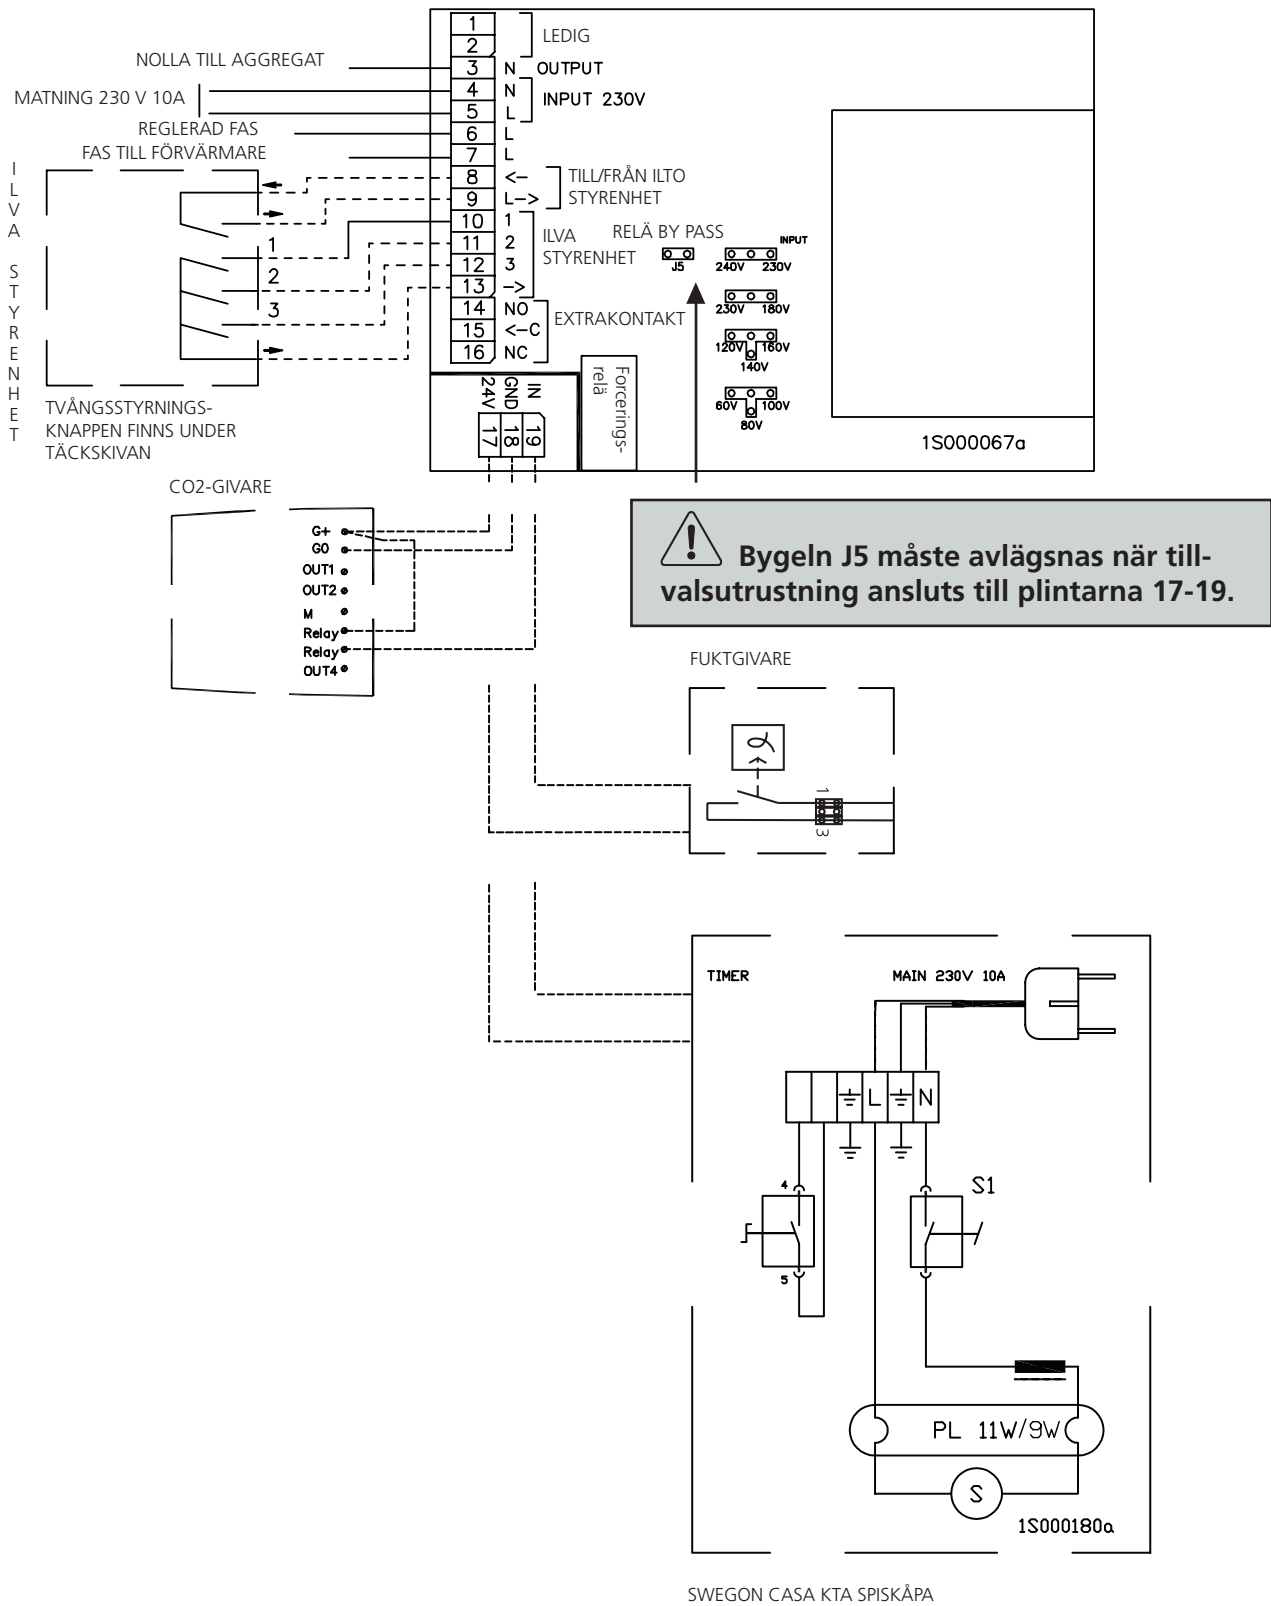 1
2
LEDIG
NOLLA TILL AGGREGAT
3 N OUTPUT
MATNING 230 V 10A
4 N
INPUT 230V
5 L
REGLERAD FAS
6 L
FAS TILL FÖRVÄRMARE
7 L
ILVA STYRENHET
8 <-
TILL/FRÅN ILTO
STYRENHET
9 L->
10 1
11 2
12 3
13 ->
ILVA
STYRENHET
1
2
3
14 NO
15 <-C
16 NC
EXTRAKONTAKT
RELÄ BY PASS
J5
INPUT
240V 230V
230V 180V
120V 160V
140V
60V 100V
80V
1S000067a
Forcerings-
relä
24V GND IN
17 18 19
TVÅNGSSTYRNINGS-
KNAPPEN FINNS UNDER
TÄCKSKIVAN
CO2-GIVARE
G+
G0
OUT1
OUT2
M
Relay
Relay
OUT4
! Bygeln J5 måste avlägsnas när till-
valsutrustning ansluts till plintarna 17-19.
FUKTGIVARE
1
3
TIMER
MAIN 230V 10A
L N
4
5
S1
PL 11W/9W
S
1S000180a
SWEGON CASA KTA SPISKÅPA